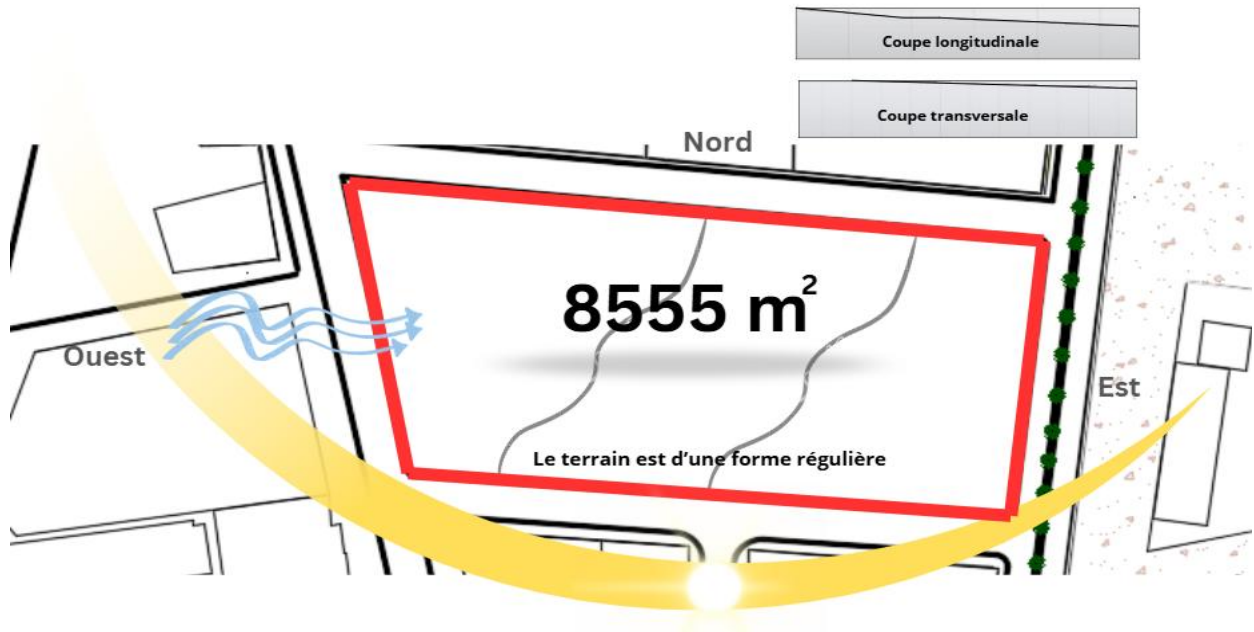 Coupe longitudinale
Coupe transversale
Nord
8555 m²
Ouest
Est
Le terrain est d’une forme régulière